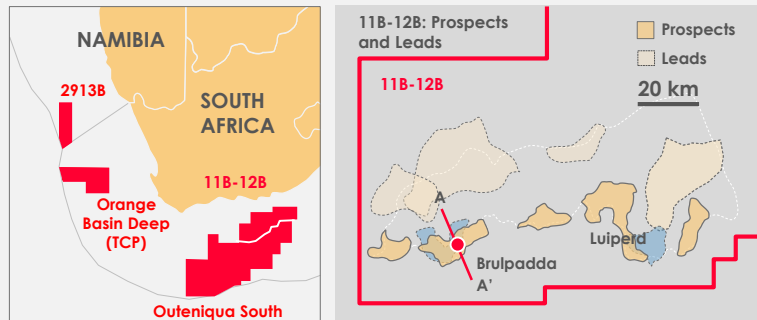 NAMIBIA
2913B
SOUTH
AFRICA
11B-12B
Orange
Basin Deep
(TCP)
Outeniqua South
11B-12B: Prospects
and Leads
Prospects
Leads
11B-12B
20 km
A
Luiperd
Brulpadda
A'